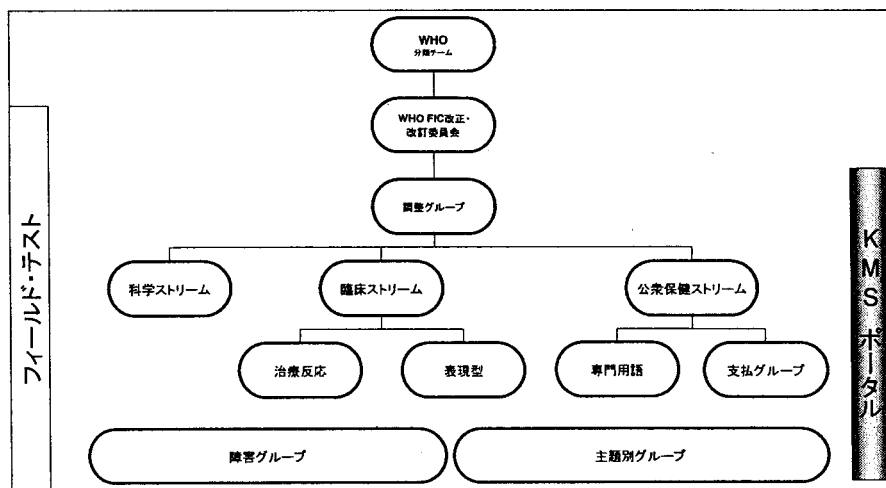 WHO
分類チーム
WHO FIC改正・
改訂委員会
調整グループ
科学ストリーム
臨床ストリーム
公衆保健ストリーム
治療反応
表現型
専門用語
支払グループ
障害グループ
主題別グループ
フィールド・テスト
KMS ポータル